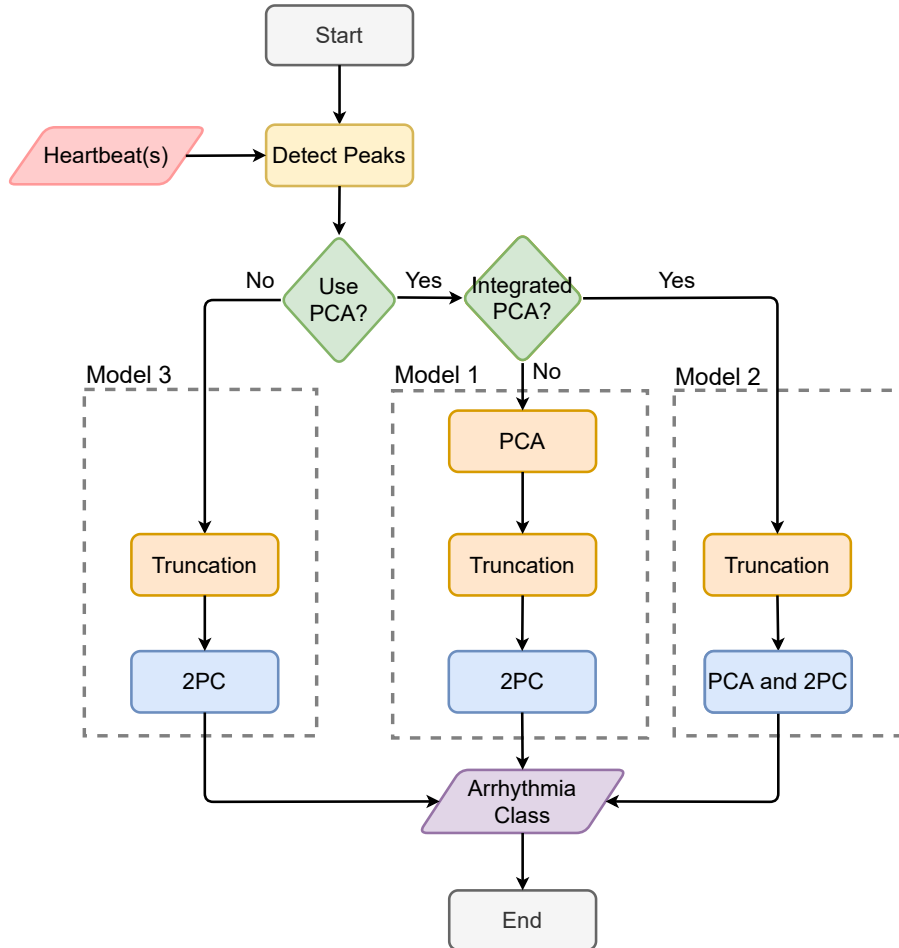 Start
Heartbeat(s)
Detect Peaks
No
Use
PCA?
Yes
Integrated
PCA?
Yes
Model 3
Model 1
No
Model 2
PCA
Truncation
Truncation
Truncation
2PC
2PC
PCA and 2PC
Arrhythmia
Class
End